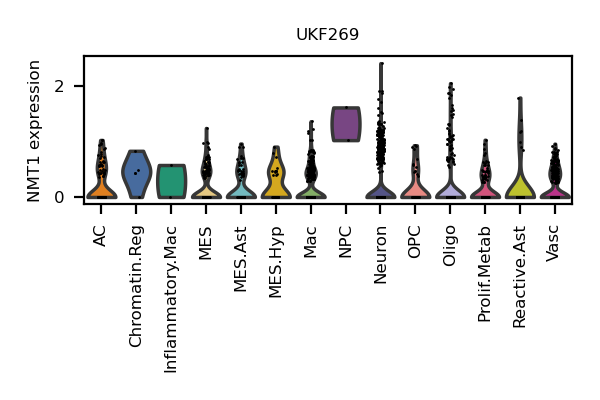 UKF269
NMT1 expression
2
0
AC
Chromatin.Reg
Inflammatory.Mac
MES
MES.Ast
MES.Hyp
Mac
NPC
Neuron
OPC
Oligo
Prolif.Metab
Reactive.Ast
Vasc